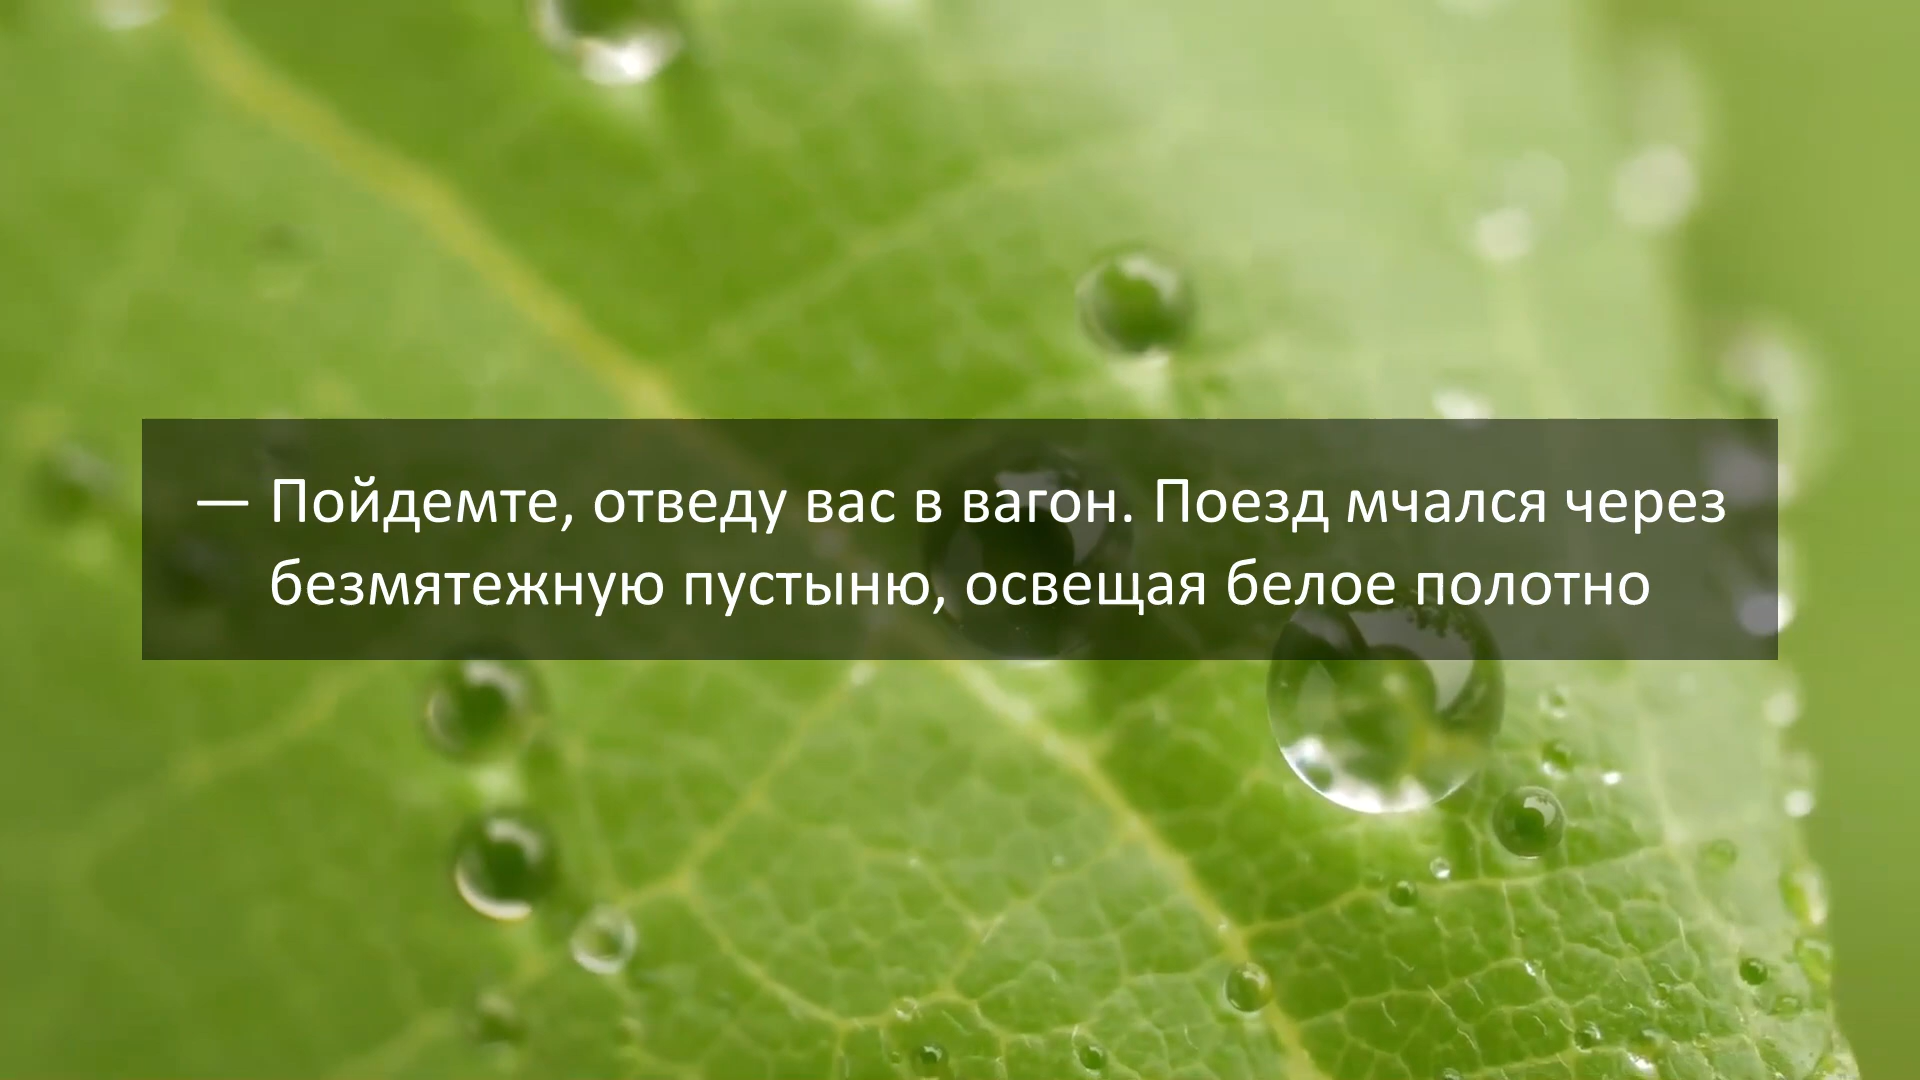 — Пойдемте, отведу вас в вагон. Поезд мчался через
безмятежную пустыню, освещая белое полотно